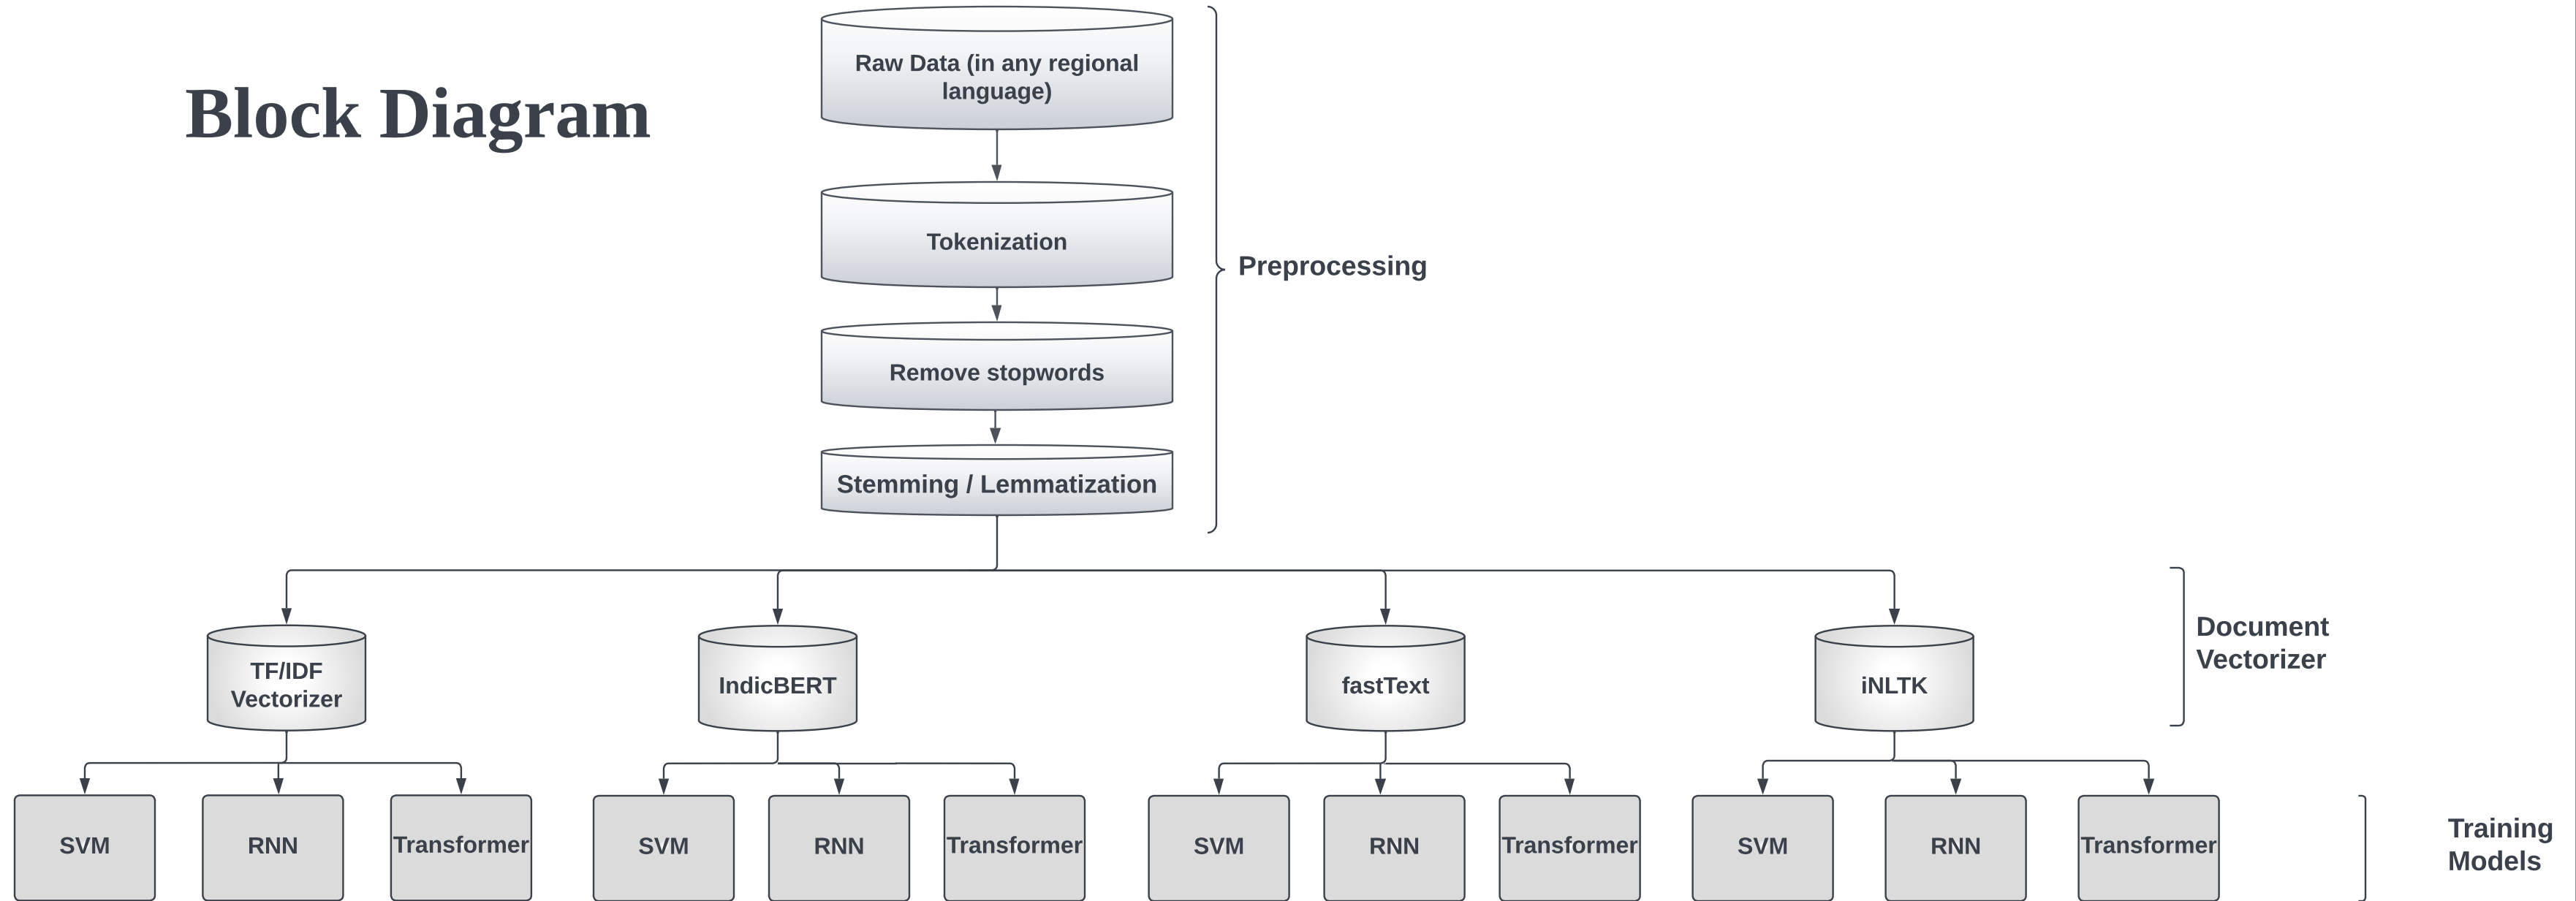 Block Diagram
Raw Data (in any regional
language)
Tokenization
Preprocessing
Remove stopwords
Stemming / Lemmatization
TF/IDF
Vectorizer
IndicBERT
fastText
iNLTK
Document
Vectorizer
SVM
RNN
Transformer
SVM
RNN
Transformer
SVM
RNN
Transformer
SVM
RNN
Transformer
Training
Models